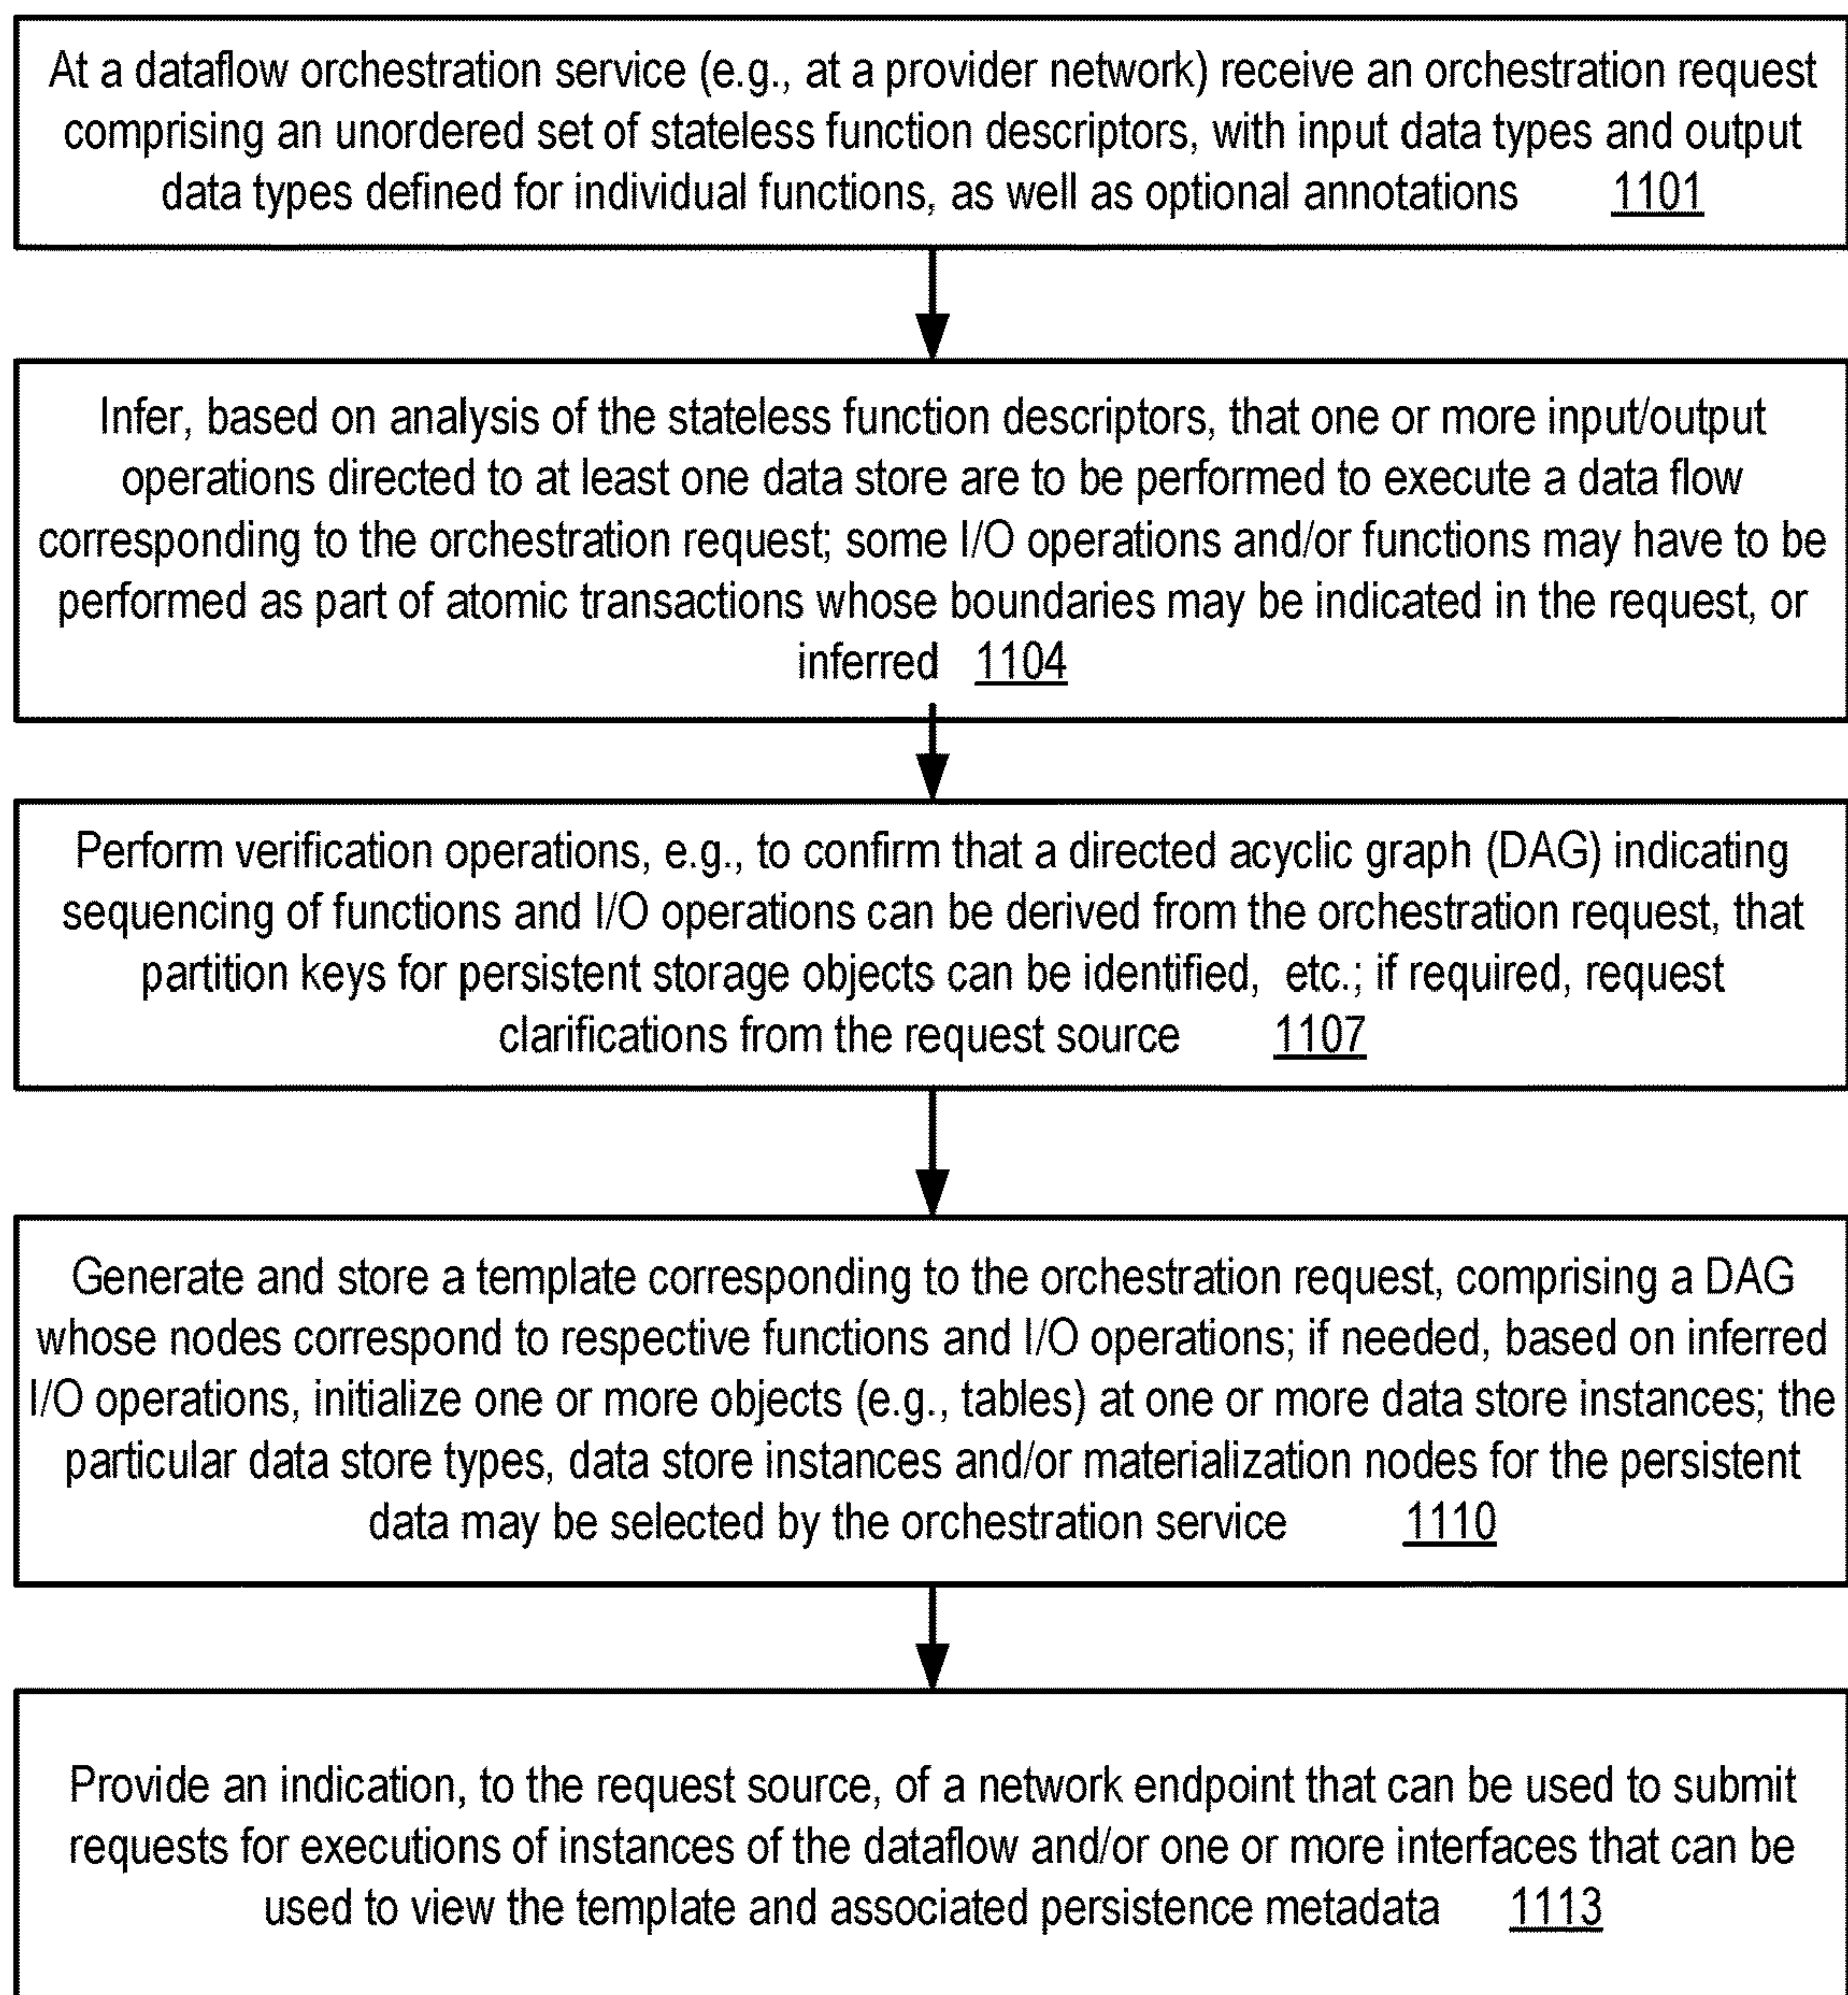 At a dataflow orchestration service (e.g., at a provider network) receive an orchestration request
comprising an unordered set of stateless function descriptors, with input data types and output
data types defined for individual functions, as well as optional annotations 1101
Infer, based on analysis of the stateless function descriptors, that one or more input/output
operations directed to at least one data store are to be performed to execute a data flow
corresponding to the orchestration request; some I/O operations and/or functions may have to be
performed as part of atomic transactions whose boundaries may be indicated in the request, or
inferred 1104
Perform verification operations, e.g., to confirm that a directed acyclic graph (DAG) indicating
sequencing of functions and I/O operations can be derived from the orchestration request, that
partition keys for persistent storage objects can be identified, etc.; if required, request
clarifications from the request source 1107
Generate and store a template corresponding to the orchestration request, comprising a DAG
whose nodes correspond to respective functions and I/O operations; if needed, based on inferred
I/O operations, initialize one or more objects (e.g., tables) at one or more data store instances; the
particular data store types, data store instances and/or materialization nodes for the persistent
data may be selected by the orchestration service 1110
Provide an indication, to the request source, of a network endpoint that can be used to submit
requests for executions of instances of the dataflow and/or one or more interfaces that can be
used to view the template and associated persistence metadata 1113